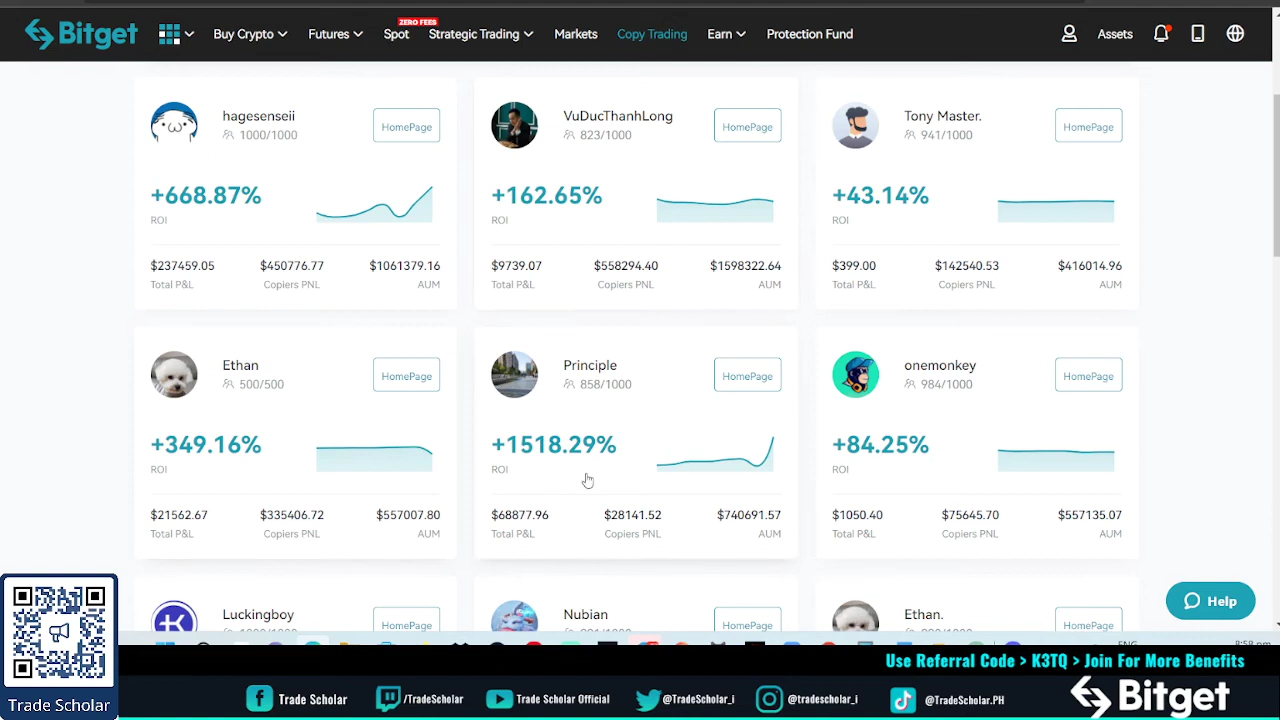 Bitget
Buy Crypto
Futures
ZERO FEES
Spot
Strategic Trading
Markets
Copy Trading
Earn
Protection Fund
Assets
hagesenseii
1000/1000
HomePage
+668.87%
ROI
$237459.05 $450776.77 $1061379.16
Total P&L Copiers PNL AUM
VuDucThanhLong
823/1000
HomePage
+162.65%
ROI
$9739.07 $558294.40 $1598322.64
Total P&L Copiers PNL AUM
Tony Master.
941/1000
HomePage
+43.14%
ROI
$399.00 $142540.53 $416014.96
Total P&L Copiers PNL AUM
Ethan
500/500
HomePage
+349.16%
ROI
$21562.67 $335406.72 $557007.80
Total P&L Copiers PNL AUM
Principle
858/1000
HomePage
+1518.29%
ROI
$68877.96 $28141.52 $740691.57
Total P&L Copiers PNL AUM
onemonkey
984/1000
HomePage
+84.25%
ROI
$1050.40 $75645.70 $557135.07
Total P&L Copiers PNL AUM
Luckingboy
HomePage
Nubian
HomePage
Ethan.
HomePage
Help
ENG
Use Referral Code > K3TQ > Join For More Benefits
Trade Scholar
Trade Scholar
/TradeScholar
Trade Scholar Official
@TradeScholar_i
@tradescholar_i
@TradeScholar.PH
Bitget